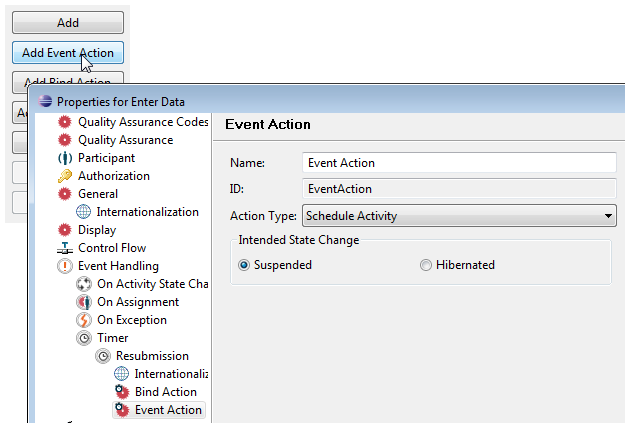 Add
Add Event Action
Add Bind Action
Properties for Enter Data
Quality Assurance Codes
Quality Assurance
Participant
Authorization
General
Internationalization
Display
Control Flow
Event Handling
On Activity State Cha
On Assignment
On Exception
Timer
Resubmission
Internationaliz
Bind Action
Event Action
Event Action
Name:
Event Action
ID:
EventAction
Action Type:
Schedule Activity
Intended State Change
Suspended
Hibernated